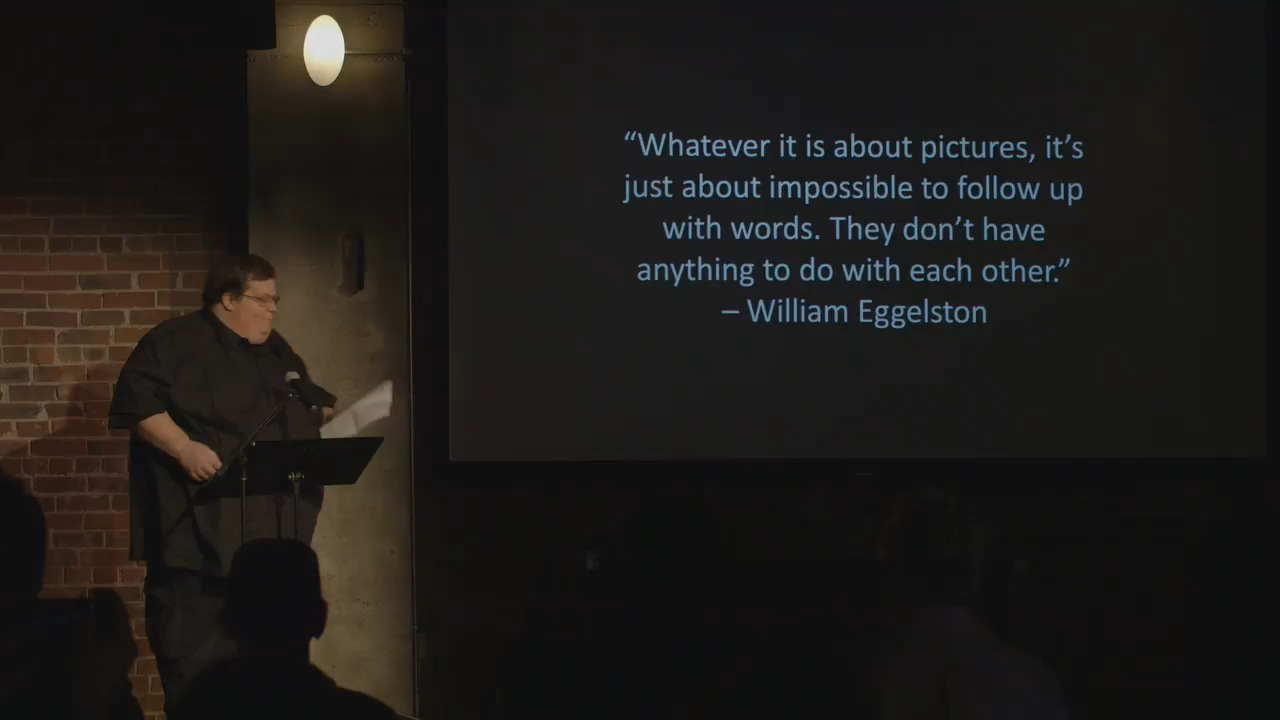 “Whatever it is about pictures, it’s
just about impossible to follow up
with words. They don’t have
anything to do with each other.”
– William Eggelston